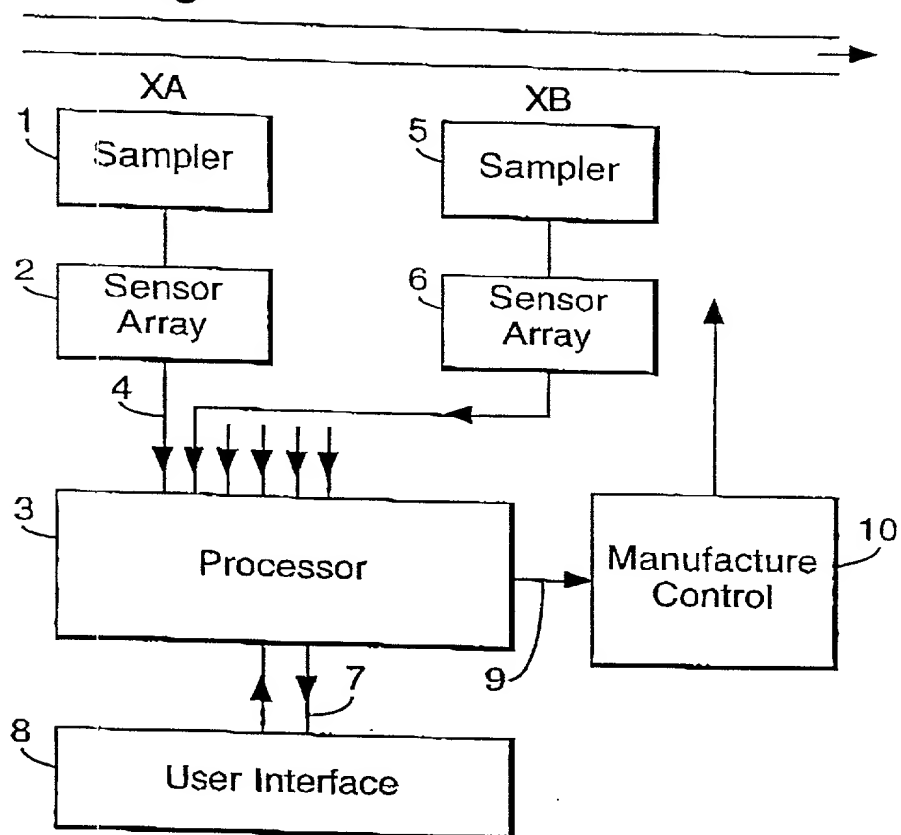 XA
XB
1
Sampler
5
Sampler
2
Sensor
Array
6
Sensor
Array
4
3
Processor
Manufacture
Control
10
9
7
8
User Interface